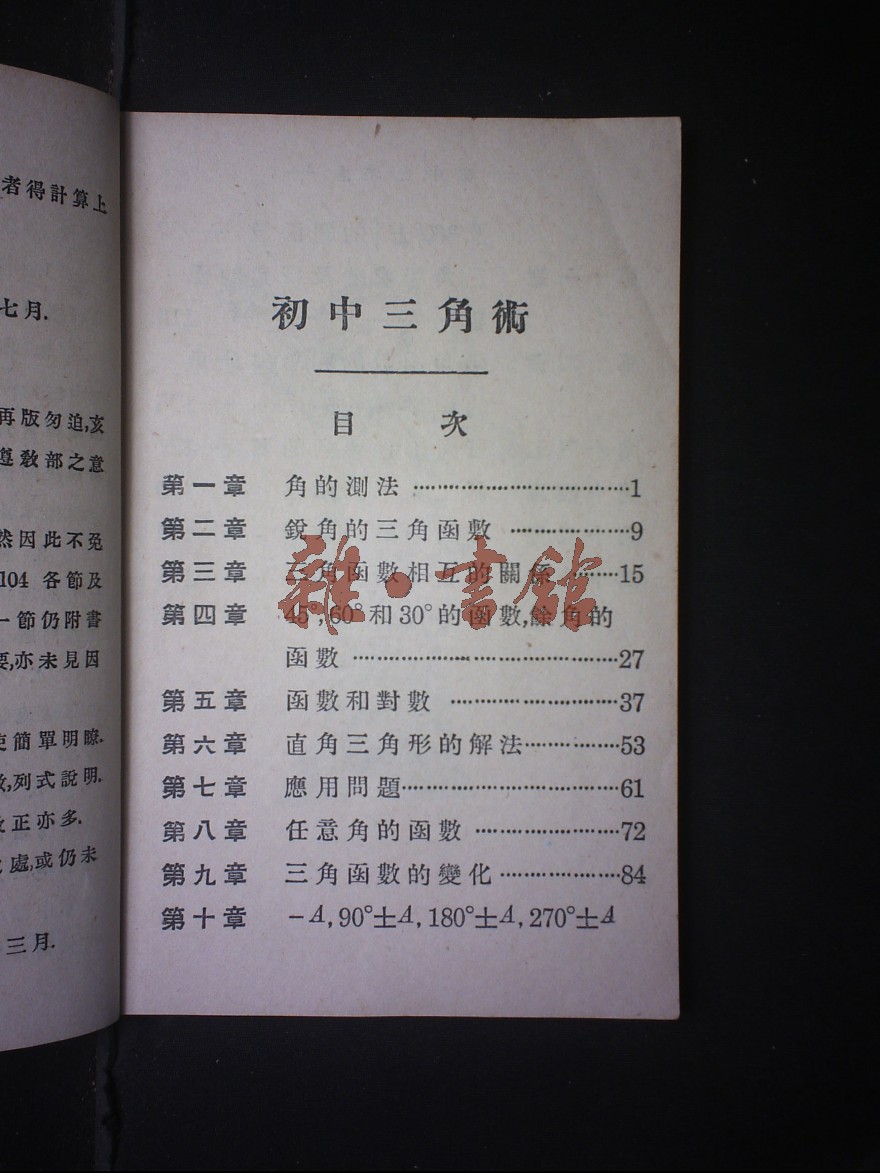 者得計算上
七月.
再版匆迫,亥
遵敎部之意
然因此不免
104 各節及
一節仍附書
要,亦未見因
使簡單明瞭.
列式說明.
改正亦多.
處,或仍未
三月.
初中三角術
目次
第一章 角的測法 ……………………………1
第二章 銳角的三角函數 ………………9
第三章 三角函數相互的關係 ………15
第四章 45°,60°和30°的函數,餘角的
函數 ……………………………………27
第五章 函數和對數 ……………………37
第六章 直角三角形的解法……………53
第七章 應用問題……………………………61
第八章 任意角的函數 …………………72
第九章 三角函數的變化 ………………84
第十章 −A, 90°±A, 180°±A, 270°±A
雜·書館